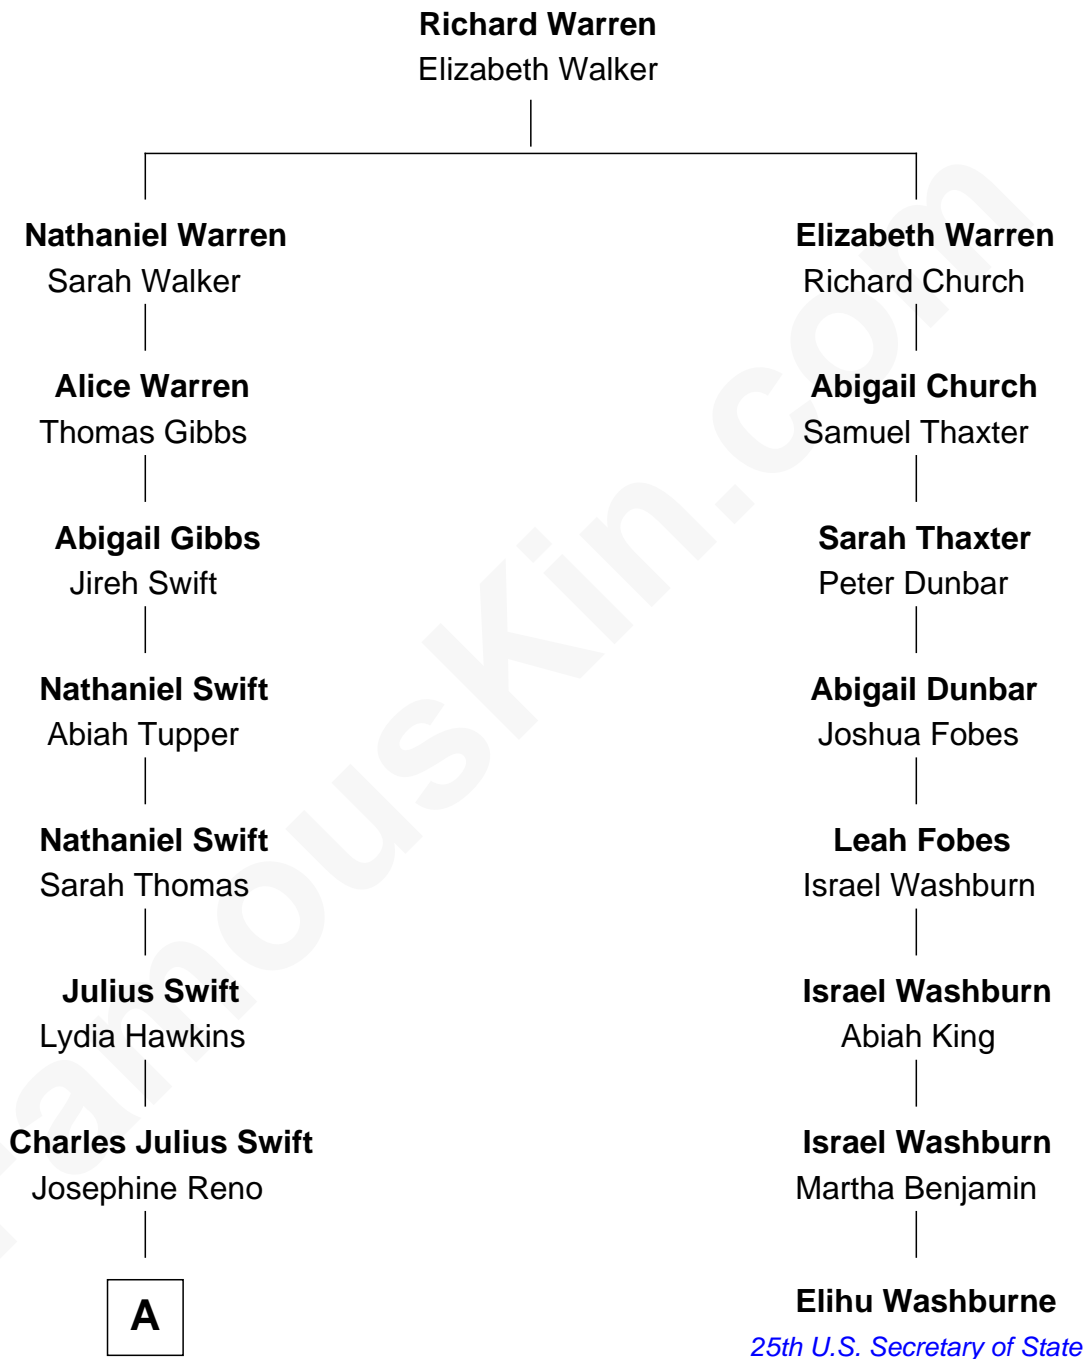 Richard Warren
Elizabeth Walker
Nathaniel Warren
Sarah Walker
Alice Warren
Thomas Gibbs
Abigail Gibbs
Jireh Swift
Nathaniel Swift
Abiah Tupper
Nathaniel Swift
Sarah Thomas
Julius Swift
Lydia Hawkins
Charles Julius Swift
Josephine Reno
A
Elizabeth Warren
Richard Church
Abigail Church
Samuel Thaxter
Sarah Thaxter
Peter Dunbar
Abigail Dunbar
Joshua Fobes
Leah Fobes
Israel Washburn
Israel Washburn
Abiah King
Israel Washburn
Martha Benjamin
Elihu Washburne
25th U.S. Secretary of State
FamousKin.com